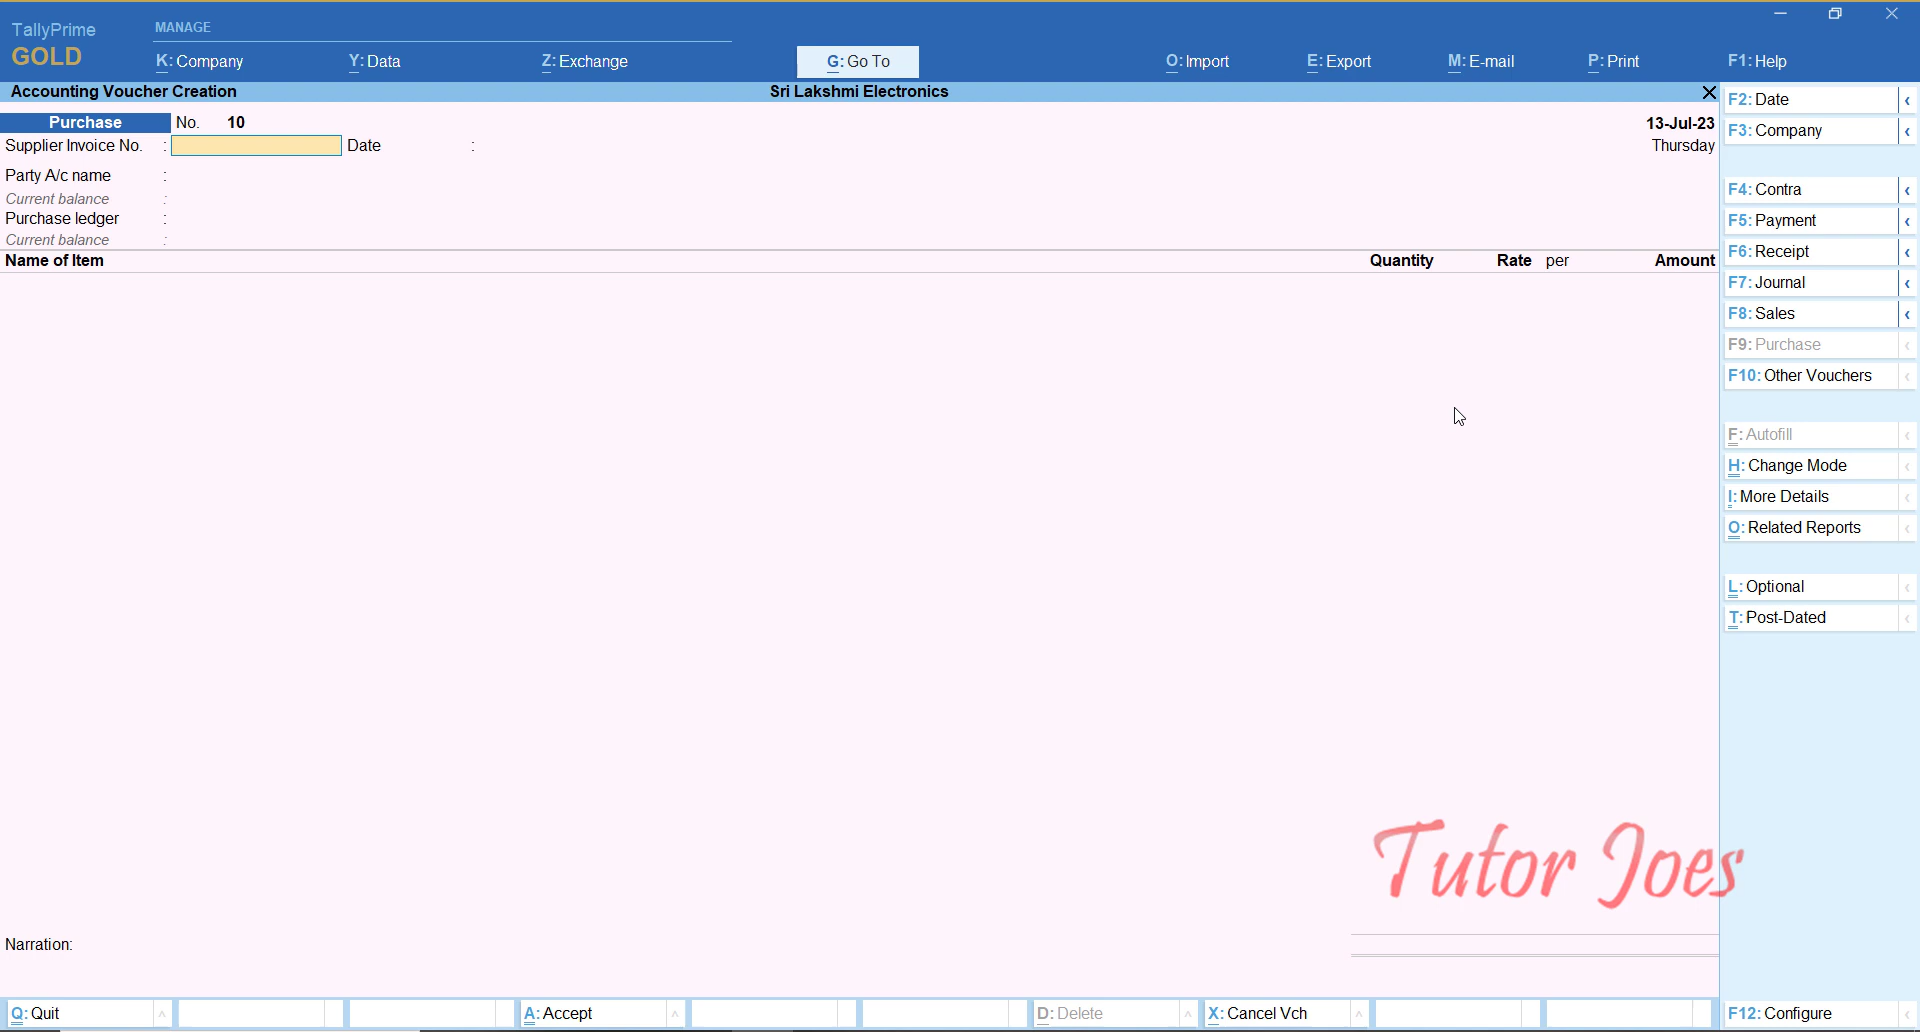 TallyPrime
GOLD
MANAGE
K: Company
Y: Data
Z: Exchange
G: Go To
O: Import
E: Export
M: E-mail
P: Print
F1: Help
Accounting Voucher Creation
Sri Lakshmi Electronics
Purchase No. 10
13-Jul-23
Supplier Invoice No. : Date :
Thursday
Party A/c name :
Current balance :
Purchase ledger :
Current balance :
Name of Item Quantity Rate per Amount
Narration:
F2: Date
F3: Company
F4: Contra
F5: Payment
F6: Receipt
F7: Journal
F8: Sales
F9: Purchase
F10: Other Vouchers
F: Autofill
H: Change Mode
I: More Details
O: Related Reports
L: Optional
T: Post-Dated
Tutor Joes
Q: Quit
A: Accept
D: Delete
X: Cancel Vch
F12: Configure